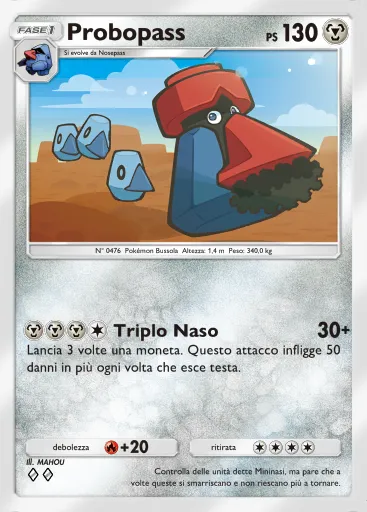 FASE 1
Probopass
PS 130
Si evolve da Nosepass
N° 0476 Pokémon Bussola Altezza: 1,4 m Peso: 340,0 kg
Triplo Naso 30+
Lancia 3 volte una moneta. Questo attacco infligge 50
danni in più ogni volta che esce testa.
debolezza +20 ritirata
Ill. MAHOU
Controlla delle unità dette Mininasi, ma pare che a
volte queste si smarriscano e non riescano più a tornare.